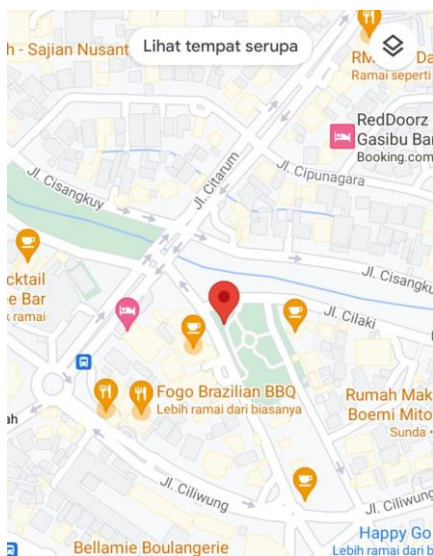 h - Sajian Nusant
Lihat tempat serupa
RM
Da
Ramai seperti
RedDoorz
Gasibu Ba
Booking.com
Jl. Cipunagara
Jl. Citarum
Jl. Cisangkuy
Jl. Cisangku
Jl. Cilaki
cktail
e Bar
k ramai
Fogo Brazilian BBQ
Lebih ramai dari biasanya
Rumah Mak
Boemi Mito
Sunda
ah
Jl. Ciliwung
Jl. Ciliwung
Happy Go
Lebih ramai dari b
Bellamie Boulangerie